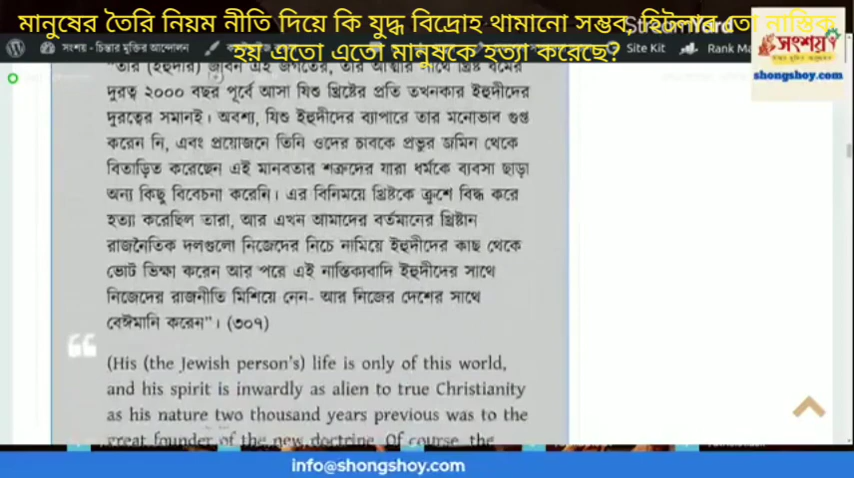 মানুষের তৈরি নিয়ম নীতি দিয়ে কি যুদ্ধ বিদ্রোহ থামানো সম্ভব, হিটলার তো নাস্তিক
হয় এতো এতো মানুষকে হত্যা করেছে?
StreamYard
সংশয় - চিন্তার মুক্তির আন্দোলন
Site Kit
Rank Ma
সংশয়
shongshoy.com
"তার (ইহুদার) জীবন এই জগতের, তার আত্মার সাথে খ্রিষ্ট ধর্মের
দূরত্ব ২০০০ বছর পূর্বে আসা যিশু খ্রিষ্টের প্রতি তখনকার ইহুদীদের
দুরত্বের সমানই। অবশ্য, যিশু ইহুদীদের ব্যাপারে তার মনোভাব গুপ্ত
করেন নি, এবং প্রয়োজনে তিনি ওদের চাবকে প্রভুর জমিন থেকে
বিতাড়িত করেছেন এই মানবতার শত্রুদের যারা ধর্মকে ব্যবসা ছাড়া
অন্য কিছু বিবেচনা করেনি। এর বিনিময়ে খ্রিষ্টকে ক্রুশে বিদ্ধ করে
হত্যা করেছিল তারা, আর এখন আমাদের বর্তমানের খ্রিষ্টান
রাজনৈতিক দলগুলো নিজেদের নিচে নামিয়ে ইহুদীদের কাছ থেকে
ভোট ভিক্ষা করেন আর পরে এই নাস্তিক্যবাদি ইহুদীদের সাথে
নিজেদের রাজনীতি মিশিয়ে নেন- আর নিজের দেশের সাথে
বেঈমানি করেন"। (৩০৭)
(His (the Jewish person's) life is only of this world,
and his spirit is inwardly as alien to true Christianity
as his nature two thousand years previous was to the
great founder of the new doctrine. Of course, the
info@shongshoy.com